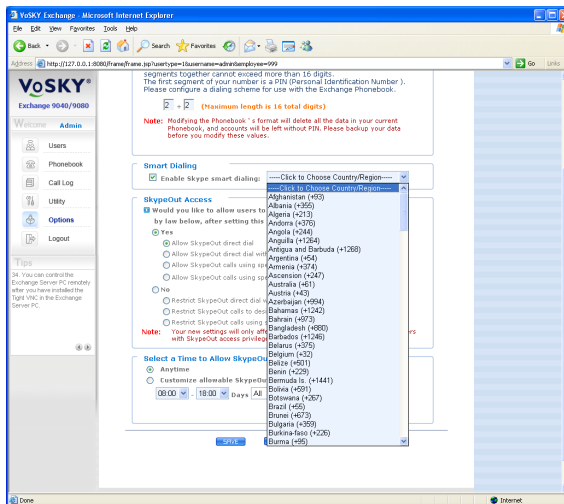 VoSKY Exchange - Microsoft Internet Explorer
File Edit View Favorites Tools Help
Back Search Favorites
Address http://127.0.0.1:8080/frame/frame.jsp?usertype=1&username=admin&employee=999 Go Links
VoSKY®
Exchange 9040/9080
Welcome Admin
Users
Phonebook
Call Log
Utility
Options
Logout
Tips
34. You can control the
Exchange Server PC remotely
after you have installed the
Tight VNC in the Exchange
Server PC.
segments together cannot exceed more than 16 digits.
The first segment of your number is a PIN (Personal Identification Number ).
Please configure a dialing scheme for use with the Exchange Phonebook.
2 + 2 (Maximum length is 16 total digits)
Note: Modifying the Phonebook's format will delete all the data in your current
Phonebook, and accounts will be left without PIN. Please backup your data
before you modify these values.
Smart Dialing
Enable Skype smart dialing: -----Click to Choose Country/Region-----
-----Click to Choose Country/Region-----
Afghanistan (+93)
Albania (+355)
Algeria (+213)
Andorra (+376)
Angola (+244)
Anguilla (+1264)
Antigua and Barbuda (+1268)
Argentina (+54)
Armenia (+374)
Ascension (+247)
Australia (+61)
Austria (+43)
Azerbaijan (+994)
Bahamas (+1242)
Bahrain (+973)
Bangladesh (+880)
Barbados (+1246)
Belarus (+375)
Belgium (+32)
Belize (+501)
Benin (+229)
Bermuda Is. (+1441)
Bolivia (+591)
Botswana (+267)
Brazil (+55)
Brunei (+673)
Bulgaria (+359)
Burkina-faso (+226)
Burma (+95)
SkypeOut Access
Would you like to allow users to
by law below, after setting this
Yes
Allow SkypeOut direct dial
Allow SkypeOut direct dial with
Allow SkypeOut calls using spe
Allow SkypeOut calls using spe
No
Restrict SkypeOut direct dial w
Restrict SkypeOut calls to des
Restrict SkypeOut calls using s
Note: Your new settings will only affe rs
with SkypeOut access privileg
Select a Time to Allow SkypeOu
Anytime
Customize allowable SkypeOu
08:00 - 18:00 Days All
SAVE
Done Internet